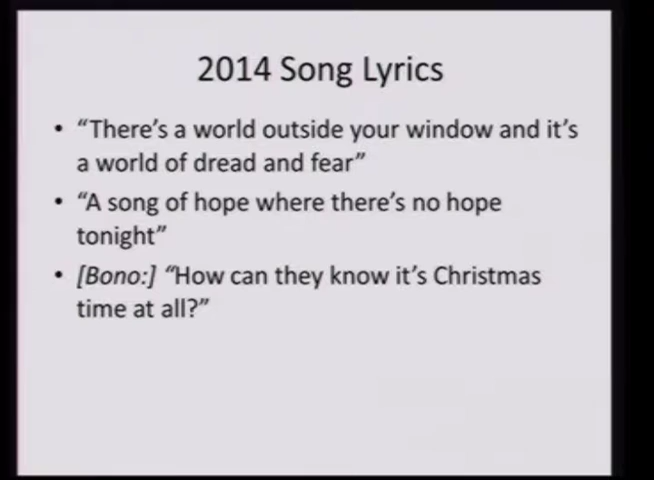 2014 Song Lyrics
• “There’s a world outside your window and it’s
a world of dread and fear”
• “A song of hope where there’s no hope
tonight”
• [Bono:] “How can they know it’s Christmas
time at all?”